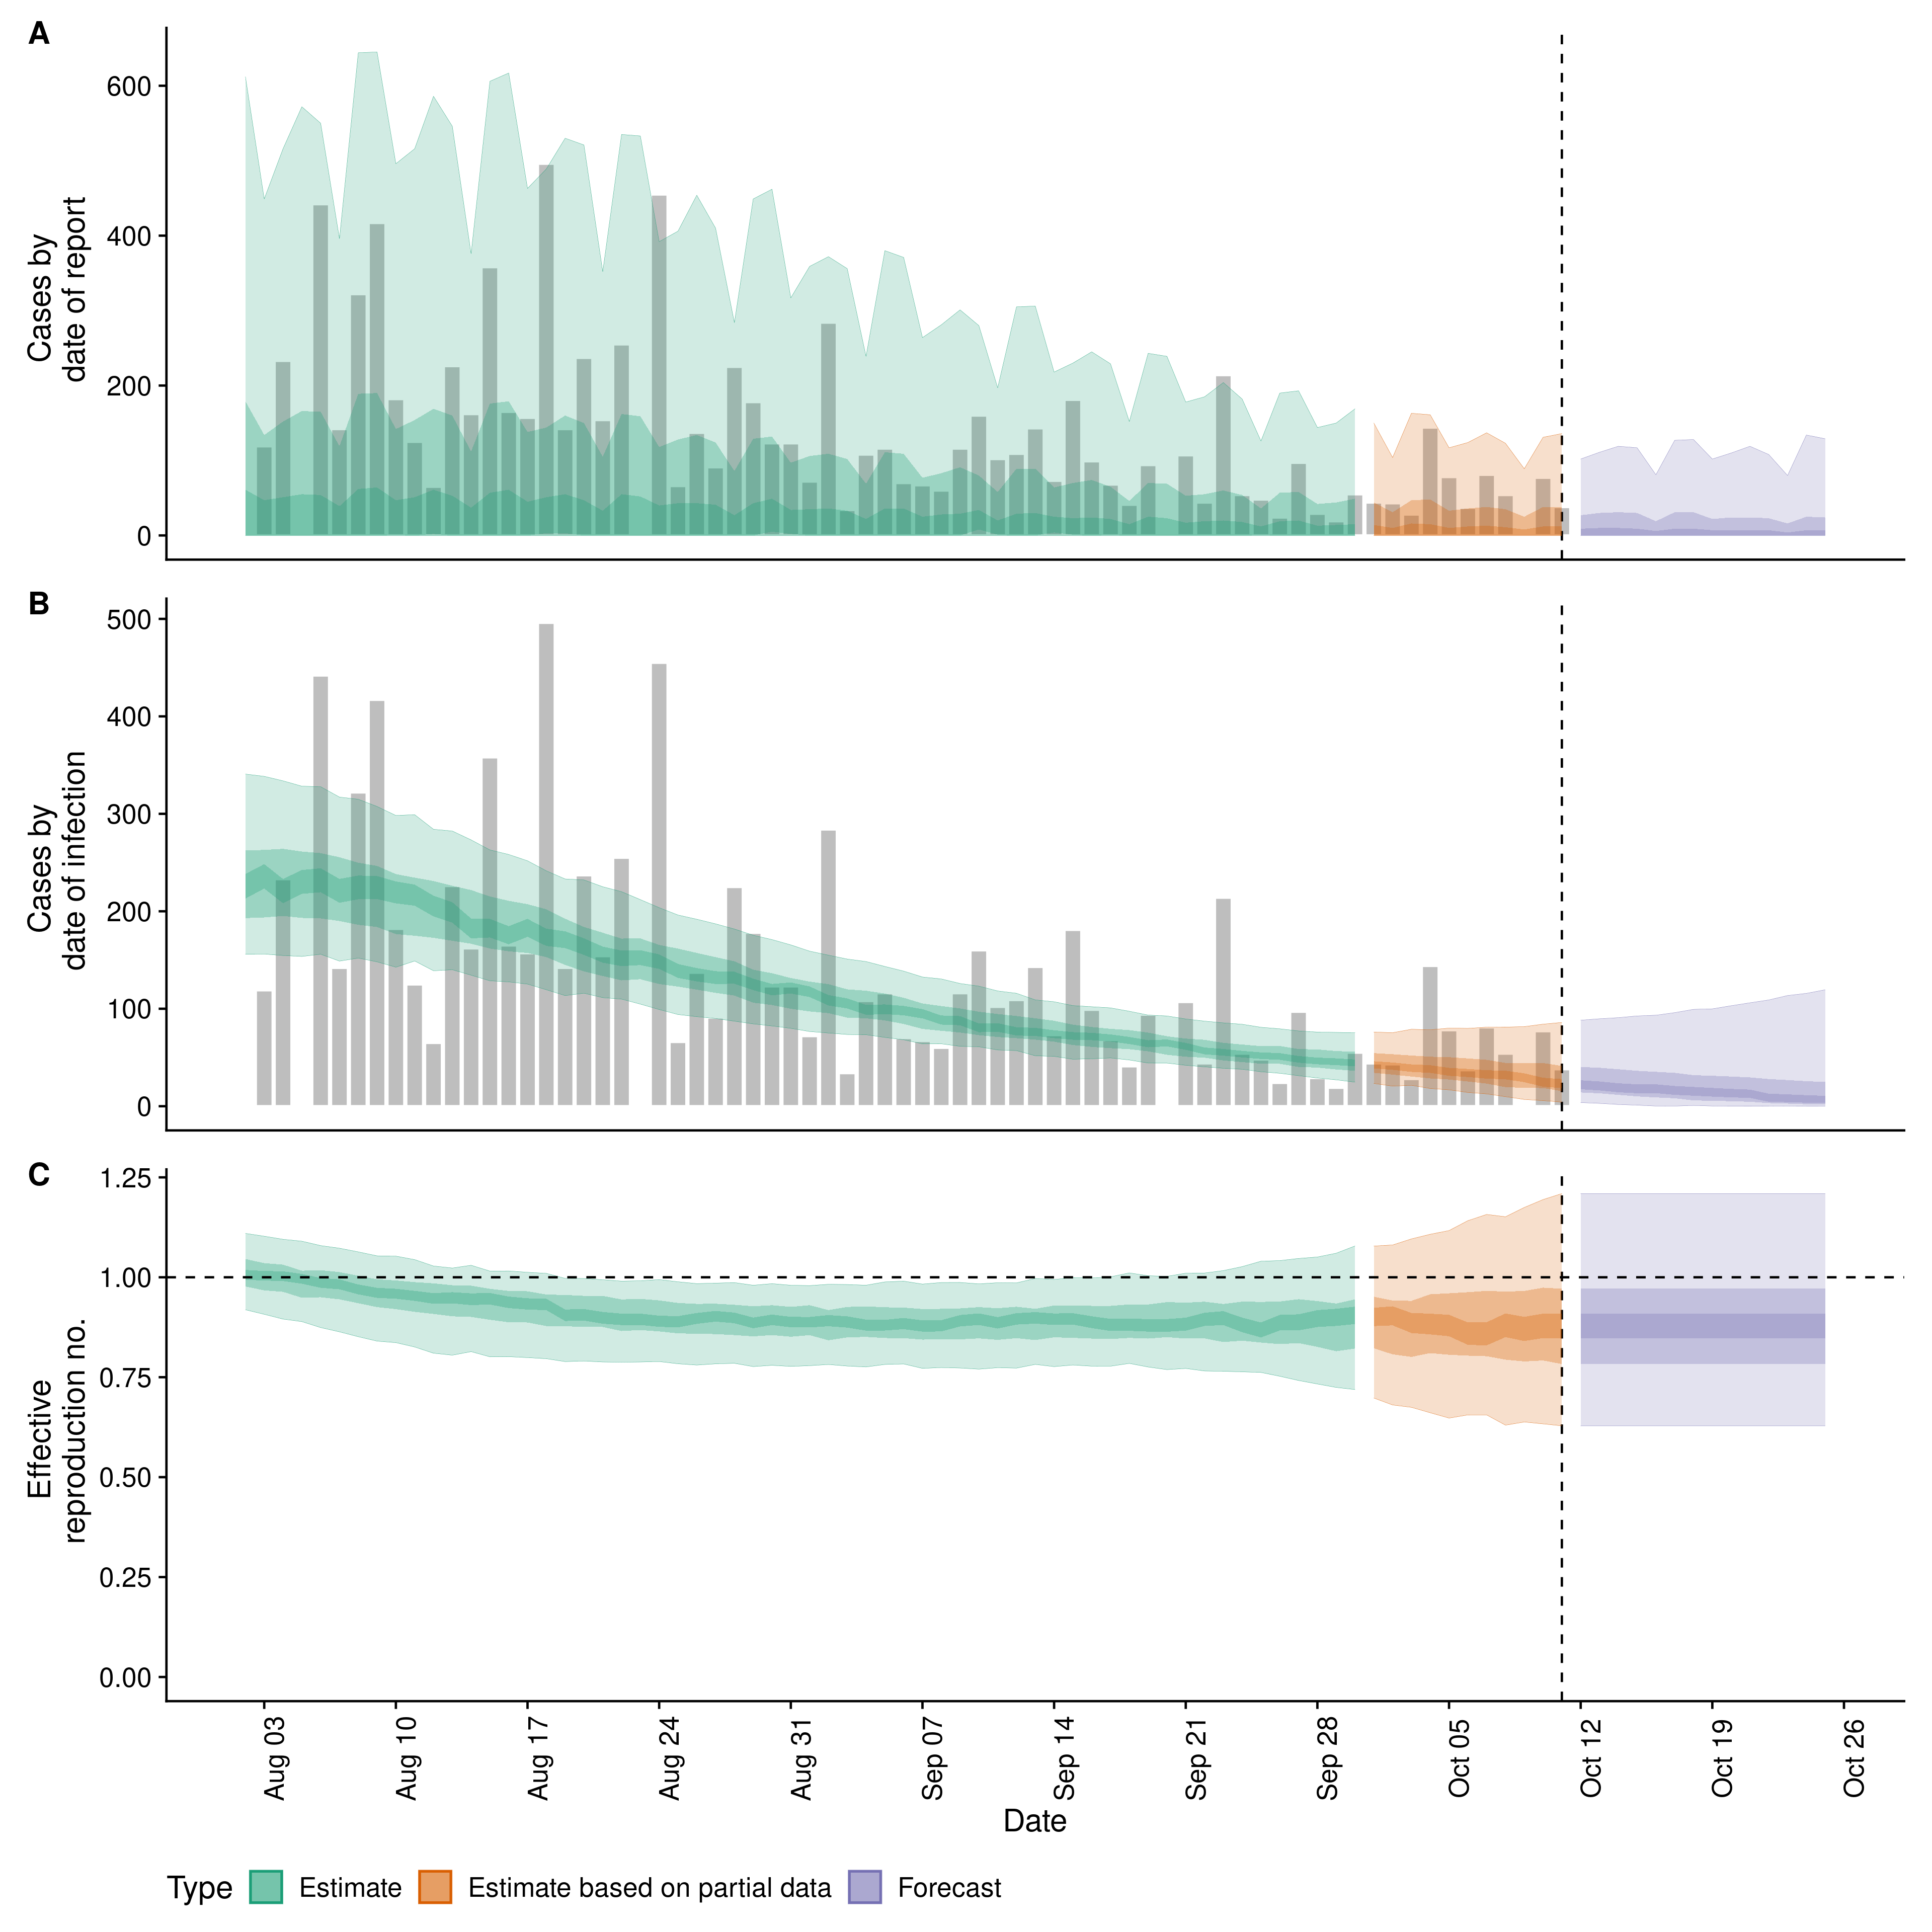 A
600
400
200
0
Cases by
date of report
B
500
400
300
200
100
0
Cases by
date of infection
C
1.25
1.00
0.75
0.50
0.25
0.00
Effective
reproduction no.
Aug 03
Aug 10
Aug 17
Aug 24
Aug 31
Sep 07
Sep 14
Sep 21
Sep 28
Oct 05
Oct 12
Oct 19
Oct 26
Date
Type Estimate Estimate based on partial data Forecast